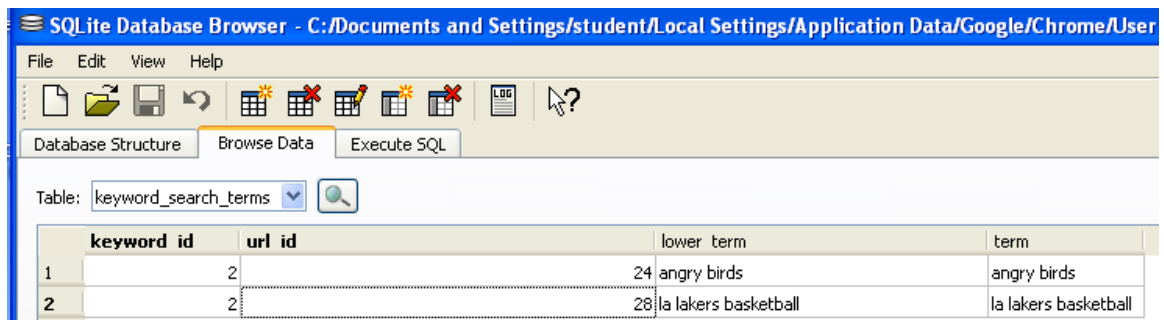 SQLite Database Browser - C:/Documents and Settings/student/Local Settings/Application Data/Google/Chrome/User
File Edit View Help
LOG
Database Structure Browse Data Execute SQL
Table: keyword_search_terms
keyword_id url_id lower_term term
1 2 24 angry birds angry birds
2 2 28 la lakers basketball la lakers basketball